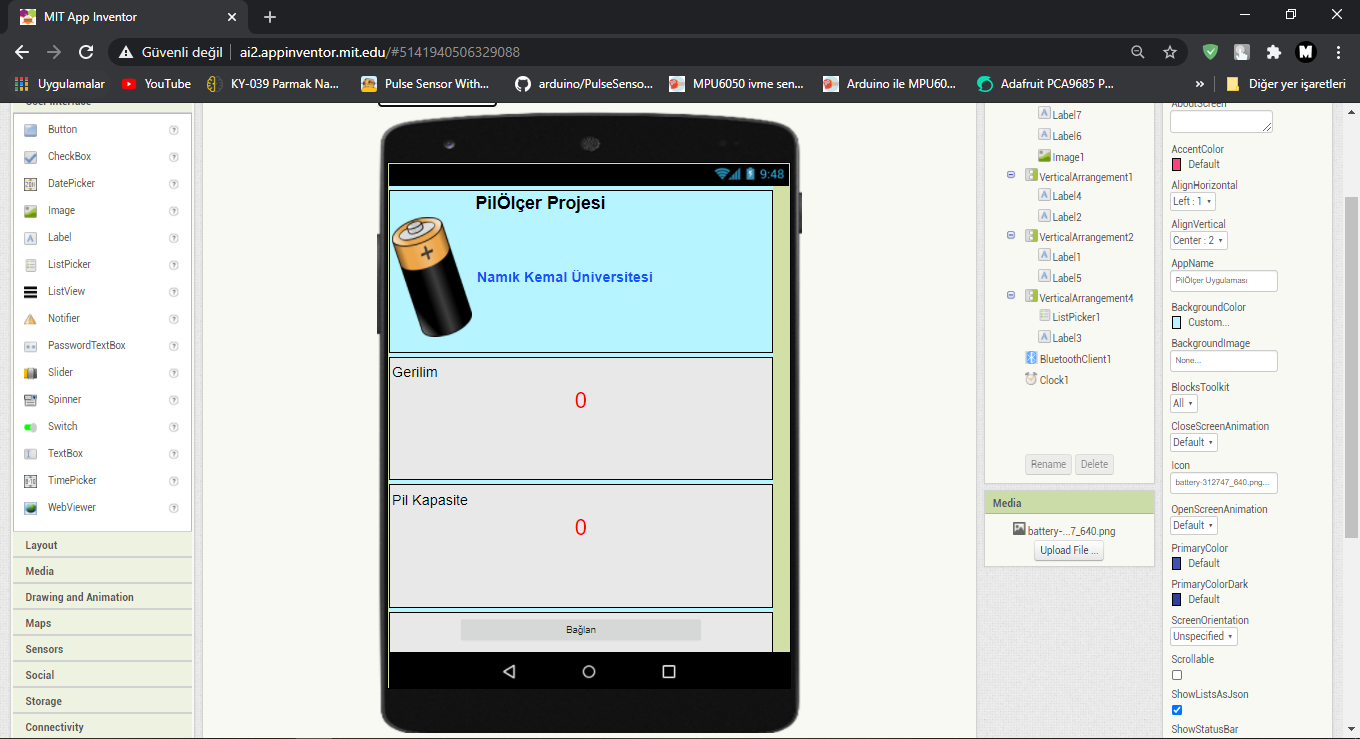 MIT App Inventor
Güvenli değil
ai2.appinventor.mit.edu/#5141940506329088
M
Uygulamalar
YouTube
KY-039 Parmak Na...
Pulse Sensor With...
arduino/PulseSenso...
MPU6050 ivme sen...
Arduino ile MPU60...
Adafruit PCA9685 P...
»
Diğer yer işaretleri
User Interface
Button
CheckBox
DatePicker
Image
Label
ListPicker
ListView
Notifier
PasswordTextBox
Slider
Spinner
Switch
TextBox
TimePicker
WebViewer
Layout
Media
Drawing and Animation
Maps
Sensors
Social
Storage
Connectivity
9:48
PilÖlçer Projesi
Namık Kemal Üniversitesi
Gerilim
0
Pil Kapasite
0
Bağlan
Label7
Label6
Image1
VerticalArrangement1
Label4
Label2
VerticalArrangement2
Label1
Label5
VerticalArrangement4
ListPicker1
Label3
BluetoothClient1
Clock1
Rename
Delete
Media
battery-...7_640.png
Upload File ...
AboutScreen
AccentColor
Default
AlignHorizontal
Left : 1
AlignVertical
Center : 2
AppName
PilÖlçer Uygulaması
BackgroundColor
Custom...
BackgroundImage
None...
BlocksToolkit
All
CloseScreenAnimation
Default
Icon
battery-312747_640.png...
OpenScreenAnimation
Default
PrimaryColor
Default
PrimaryColorDark
Default
ScreenOrientation
Unspecified
Scrollable
ShowListsAsJson
ShowStatusBar